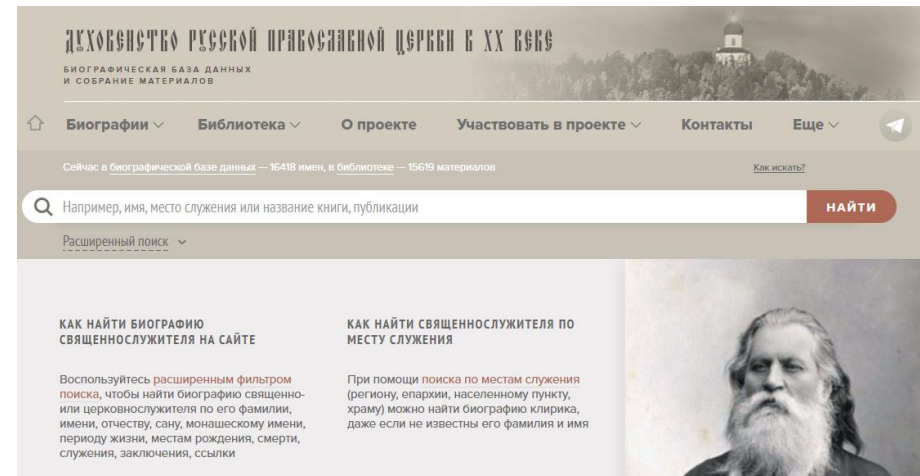 ДУХОВЕНСТВО РУССКОЙ ПРАВОСЛАВНОЙ ЦЕРКВИ В XX ВЕКЕ
БИОГРАФИЧЕСКАЯ БАЗА ДАННЫХ
И СОБРАНИЕ МАТЕРИАЛОВ
Биографии Библиотека О проекте Участвовать в проекте Контакты Еще
Сейчас в биографической базе данных — 16418 имен, в библиотеке — 15619 материалов Как искать?
Например, имя, место служения или название книги, публикации НАЙТИ
Расширенный поиск
КАК НАЙТИ БИОГРАФИЮ
СВЯЩЕННОСЛУЖИТЕЛЯ НА САЙТЕ
Воспользуйтесь расширенным фильтром
поиска, чтобы найти биографию священно-
или церковнослужителя по его фамилии,
имени, отчеству, сану, монашескому имени,
периоду жизни, местам рождения, смерти,
служения, заключения, ссылки
КАК НАЙТИ СВЯЩЕННОСЛУЖИТЕЛЯ ПО
МЕСТУ СЛУЖЕНИЯ
При помощи поиска по местам служения
(региону, епархии, населенному пункту,
храму) можно найти биографию клирика,
даже если не известны его фамилия и имя